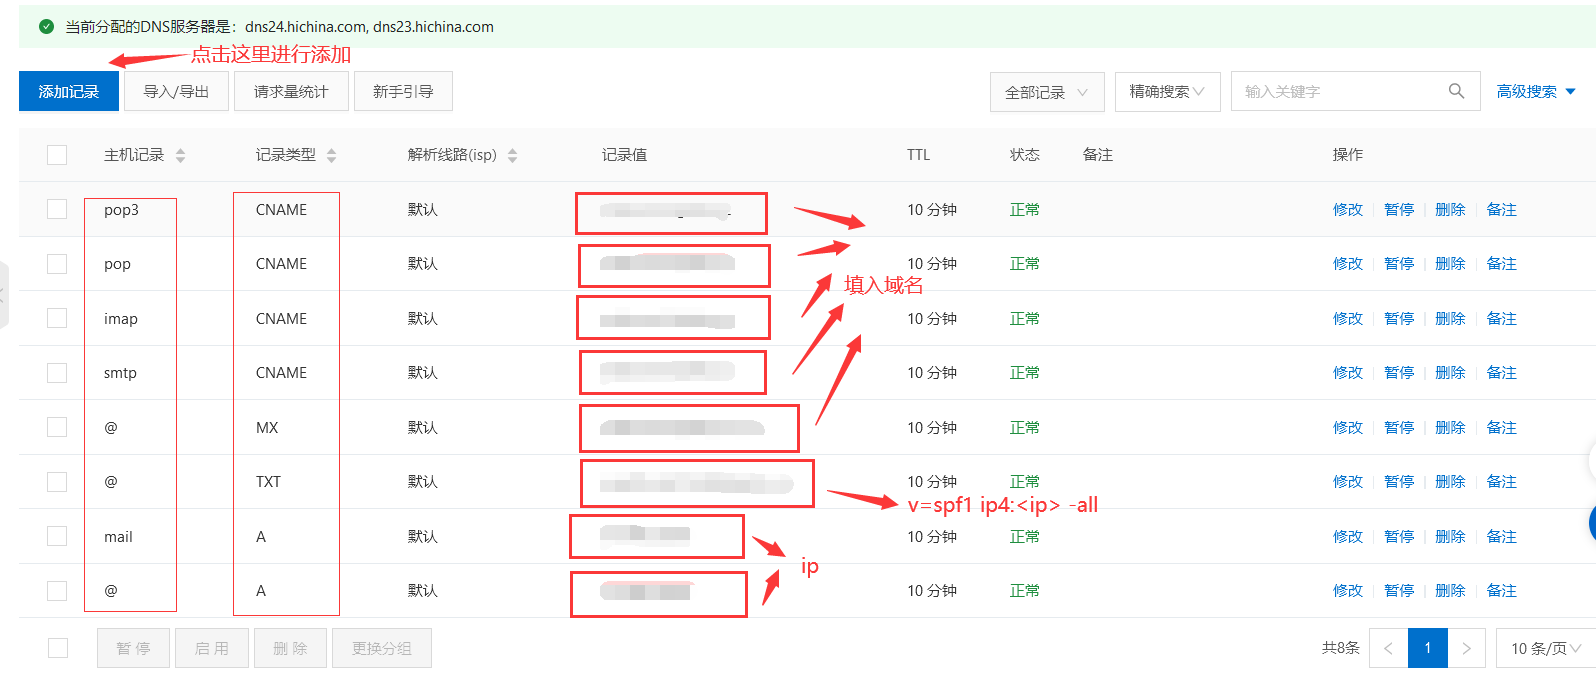 当前分配的DNS服务器是：dns24.hichina.com, dns23.hichina.com
点击这里进行添加
添加记录 导入/导出 请求量统计 新手引导 全部记录 精确搜索 输入关键字 高级搜索
主机记录 记录类型 解析线路(isp) 记录值 TTL 状态 备注 操作
pop3 CNAME 默认 10 分钟 正常 修改 暂停 删除 备注
pop CNAME 默认 10 分钟 正常 修改 暂停 删除 备注
填入域名
imap CNAME 默认 10 分钟 正常 修改 暂停 删除 备注
smtp CNAME 默认 10 分钟 正常 修改 暂停 删除 备注
@ MX 默认 10 分钟 正常 修改 暂停 删除 备注
@ TXT 默认 10 分钟 正常 修改 暂停 删除 备注
v=spf1 ip4:<ip> -all
mail A 默认 10 分钟 正常 修改 暂停 删除 备注
ip
@ A 默认 10 分钟 正常 修改 暂停 删除 备注
暂停 启用 删除 更换分组 共8条 < 1 > 10 条/页